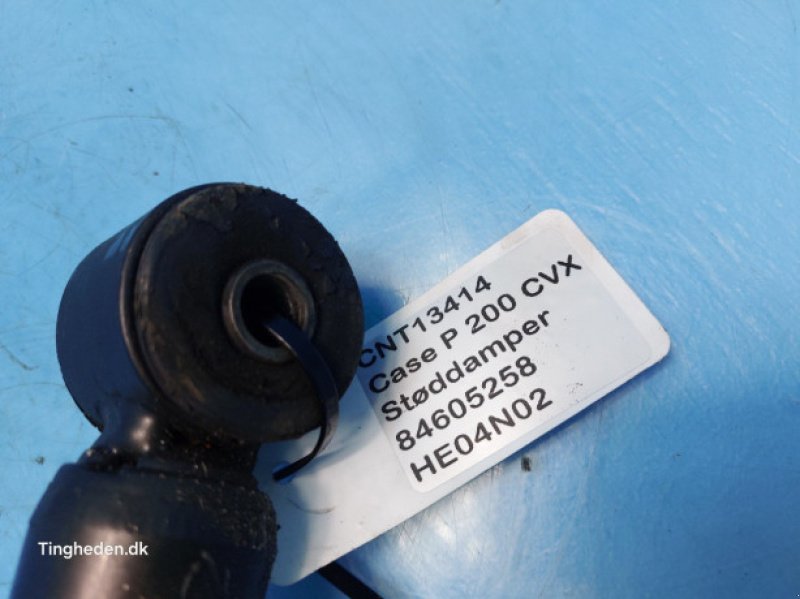 CNT13414
Case P 200 CVX
Støddamper
84605258
HE04N02
Tingheden.dk